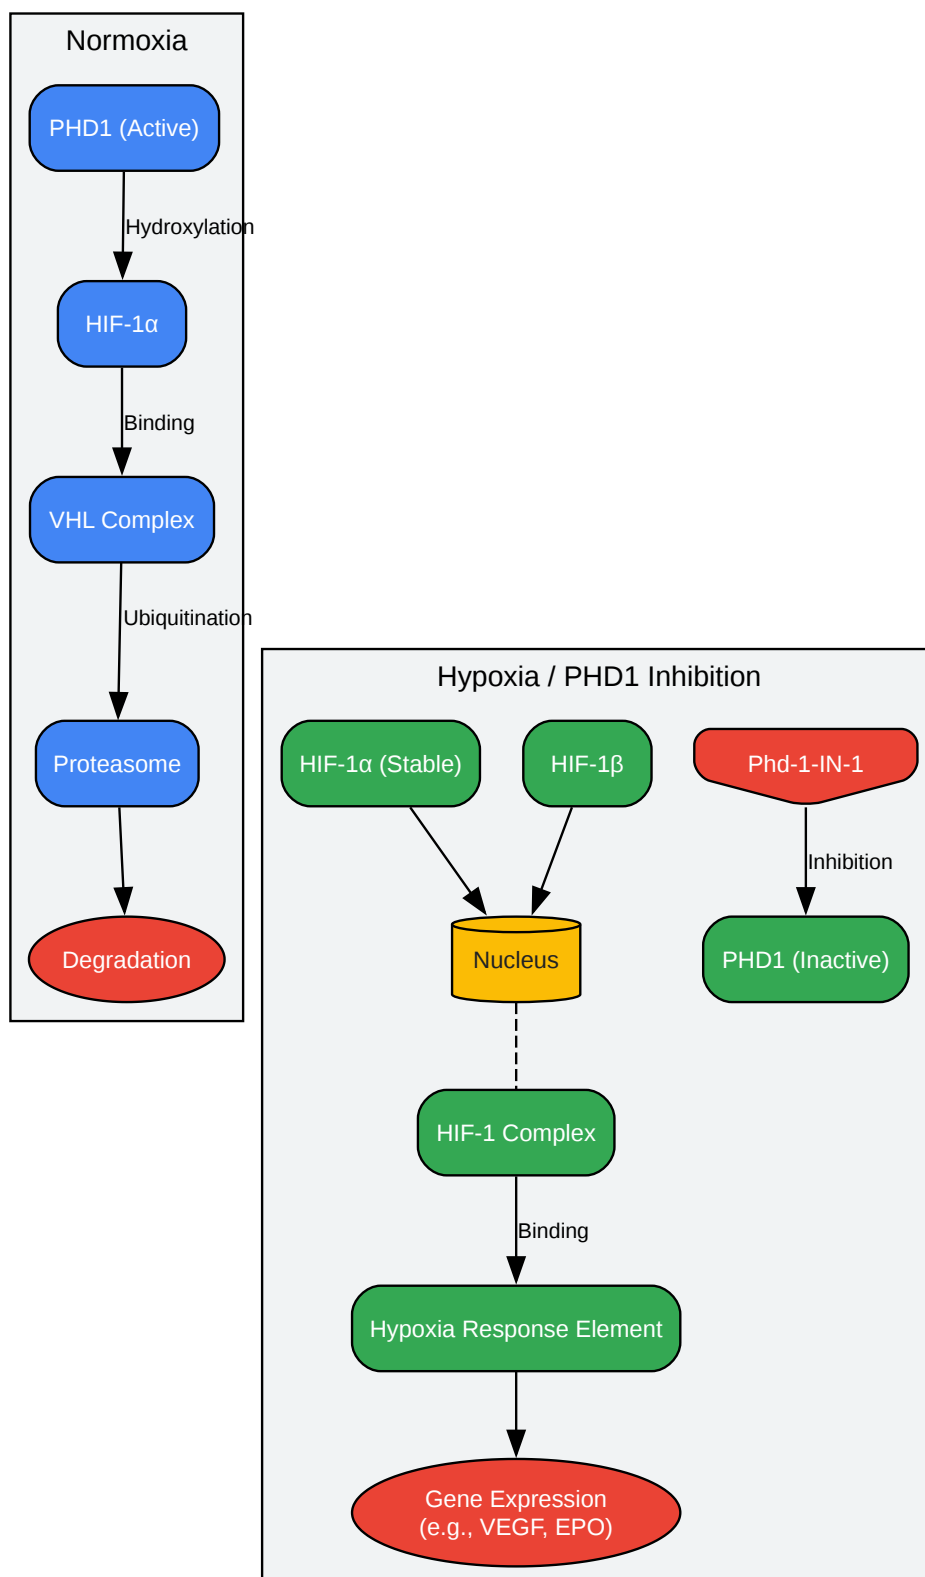 Normoxia
PHD1 (Active)
Hydroxylation
HIF-1α
Binding
VHL Complex
Ubiquitination
Proteasome
Degradation
Hypoxia / PHD1 Inhibition
HIF-1α (Stable)
HIF-1β
Phd-1-IN-1
Inhibition
Nucleus
PHD1 (Inactive)
HIF-1 Complex
Binding
Hypoxia Response Element
Gene Expression
(e.g., VEGF, EPO)